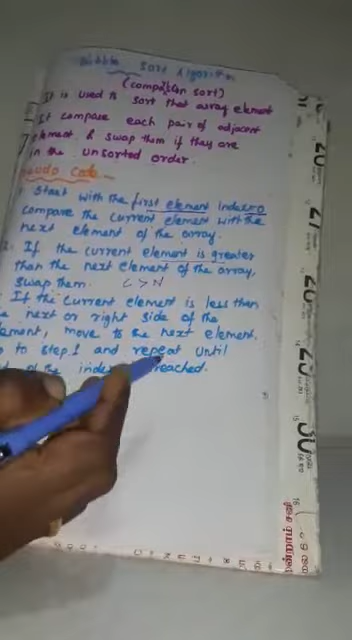 Bubble Sort Algorithm
(comparison sort)
It is used to sort that array element
It compare each pair of adjacent
element & swap them if they are
in the unsorted order.
Code
Start with the first element Index=0
compare the current element with the
next element of the array.
2. If the current element is greater
than the next element of the array,
swap them. C > N
If the current element is less than
next or right side of the
move to the next element.
to step 1 and repeat until
of the reached.